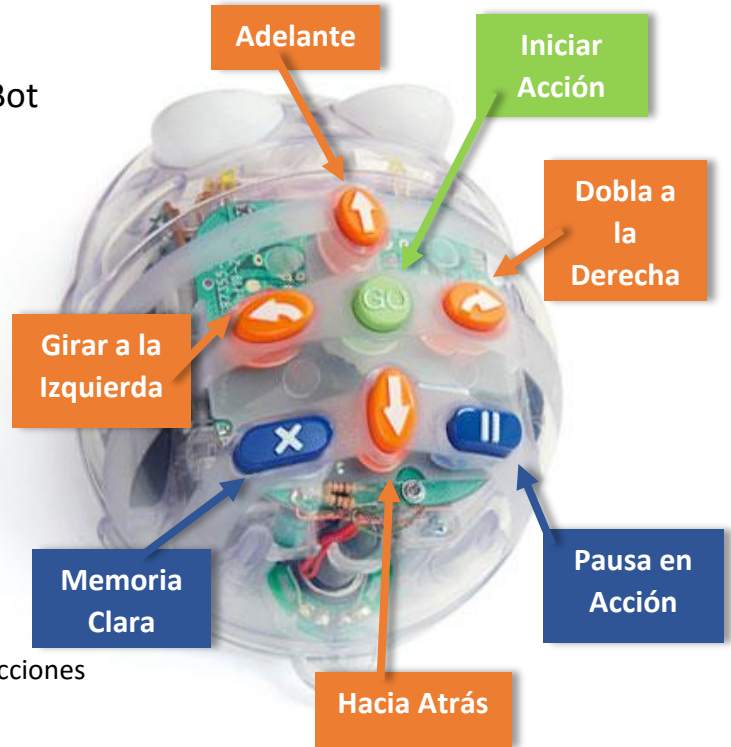 Adelante
Iniciar
Acción
Bot
Dobla a
la
Derecha
GO
Girar a la
Izquierda
Memoria
Clara
Pausa en
Acción
cciones
Hacia Atrás